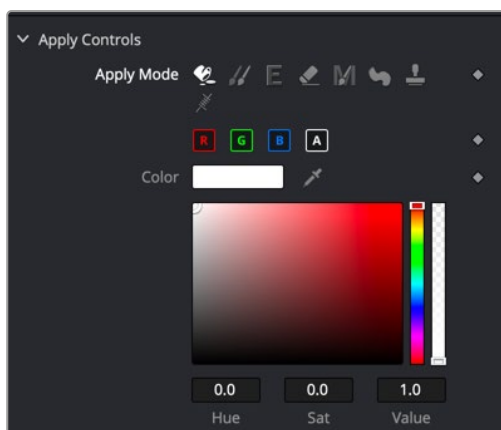 Apply Controls
Apply Mode E M
R G B A
Color
0.0 0.0 1.0
Hue Sat Value